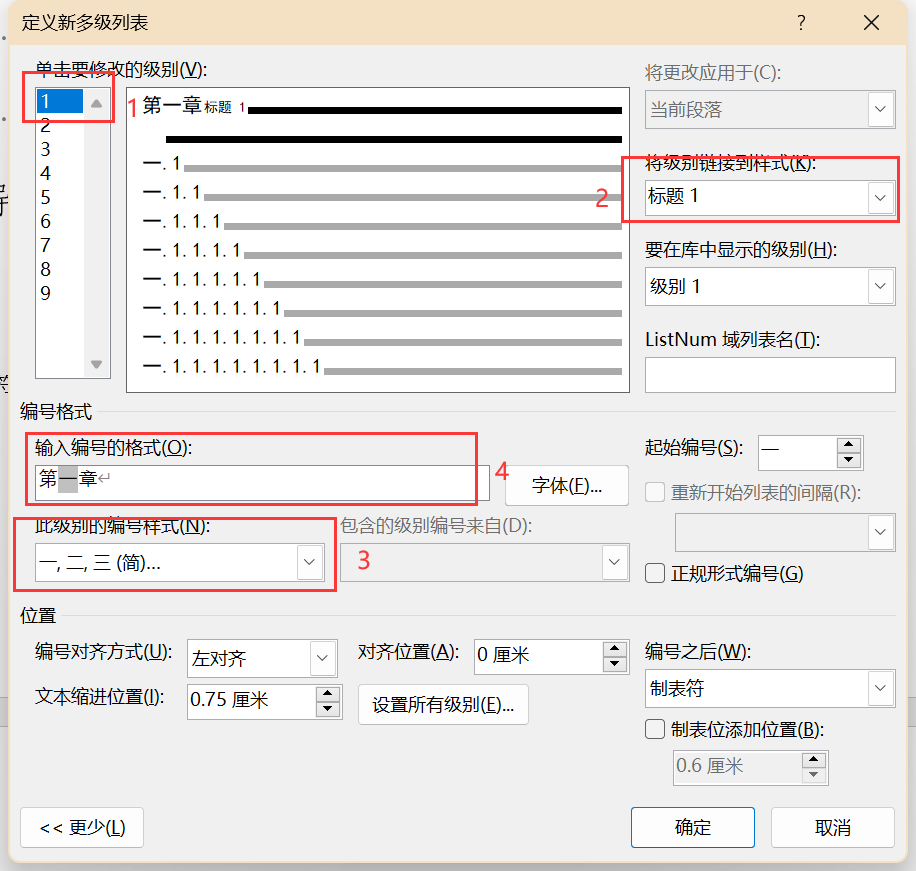 定义新多级列表 ?
单击要修改的级别(V):
将更改应用于(C):
当前段落
1
2
3
4
5
6
7
8
9
1
第一章标题 1
一. 1
一. 1. 1
一. 1. 1. 1
一. 1. 1. 1. 1
一. 1. 1. 1. 1. 1
一. 1. 1. 1. 1. 1. 1
一. 1. 1. 1. 1. 1. 1. 1
一. 1. 1. 1. 1. 1. 1. 1. 1
将级别链接到样式(K):
2
标题 1
要在库中显示的级别(H):
级别 1
ListNum 域列表名(T):
编号格式
输入编号的格式(O):
第一章↵
4
字体(F)...
起始编号(S):
一
重新开始列表的间隔(R):
此级别的编号样式(N):
一, 二, 三 (简)...
包含的级别编号来自(D):
3
正规形式编号(G)
位置
编号对齐方式(U):
左对齐
对齐位置(A):
0 厘米
编号之后(W):
制表符
文本缩进位置(I):
0.75 厘米
设置所有级别(E)...
制表位添加位置(B):
0.6 厘米
<< 更少(L)
确定
取消